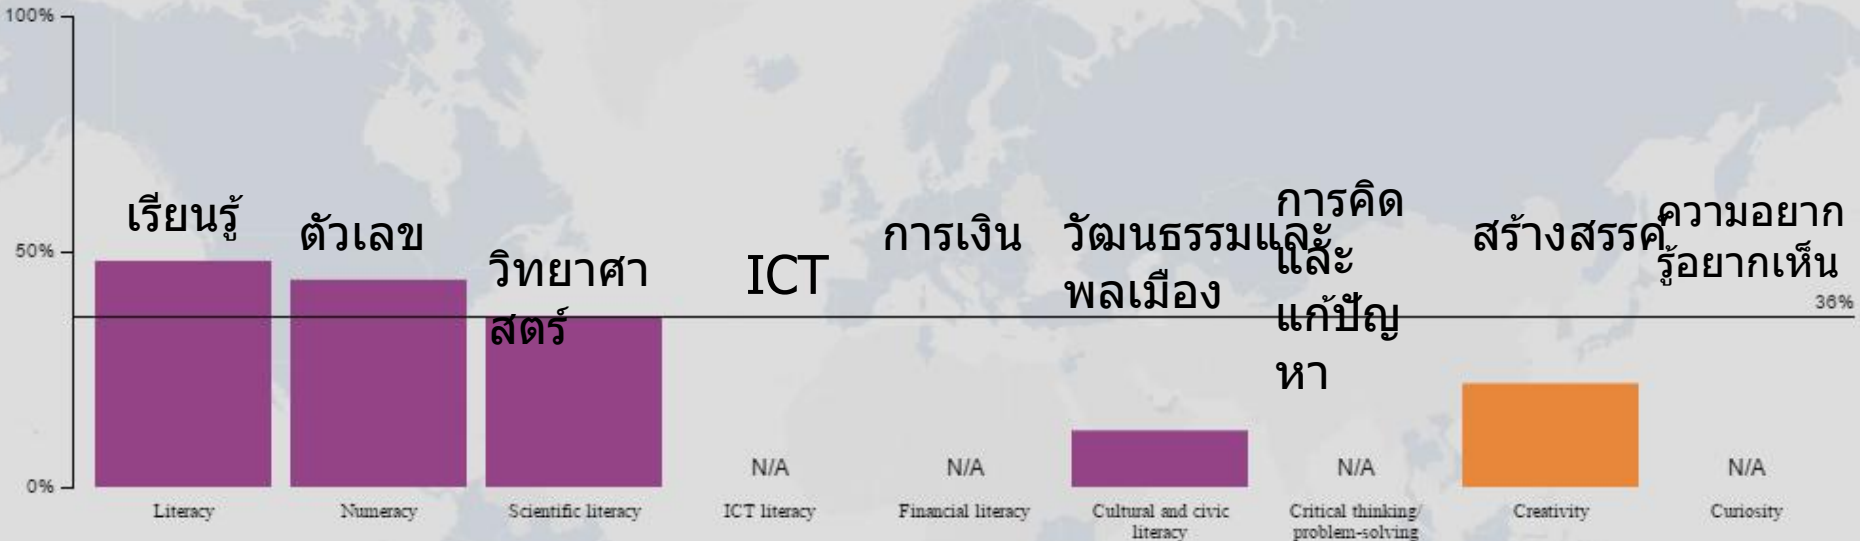 100%
50%
0%
เรียนรู้
ตัวเลข
วิทยาศา
สตร์
ICT
การเงิน
วัฒนธรรมและ
พลเมือง
การคิด
และ
แก้ปัญ
หา
สร้างสรรค์
ความอยาก
รู้อยากเห็น
36%
N/A
N/A
N/A
N/A
Literacy
Numeracy
Scientific literacy
ICT literacy
Financial literacy
Cultural and civic
literacy
Critical thinking/
problem-solving
Creativity
Curiosity